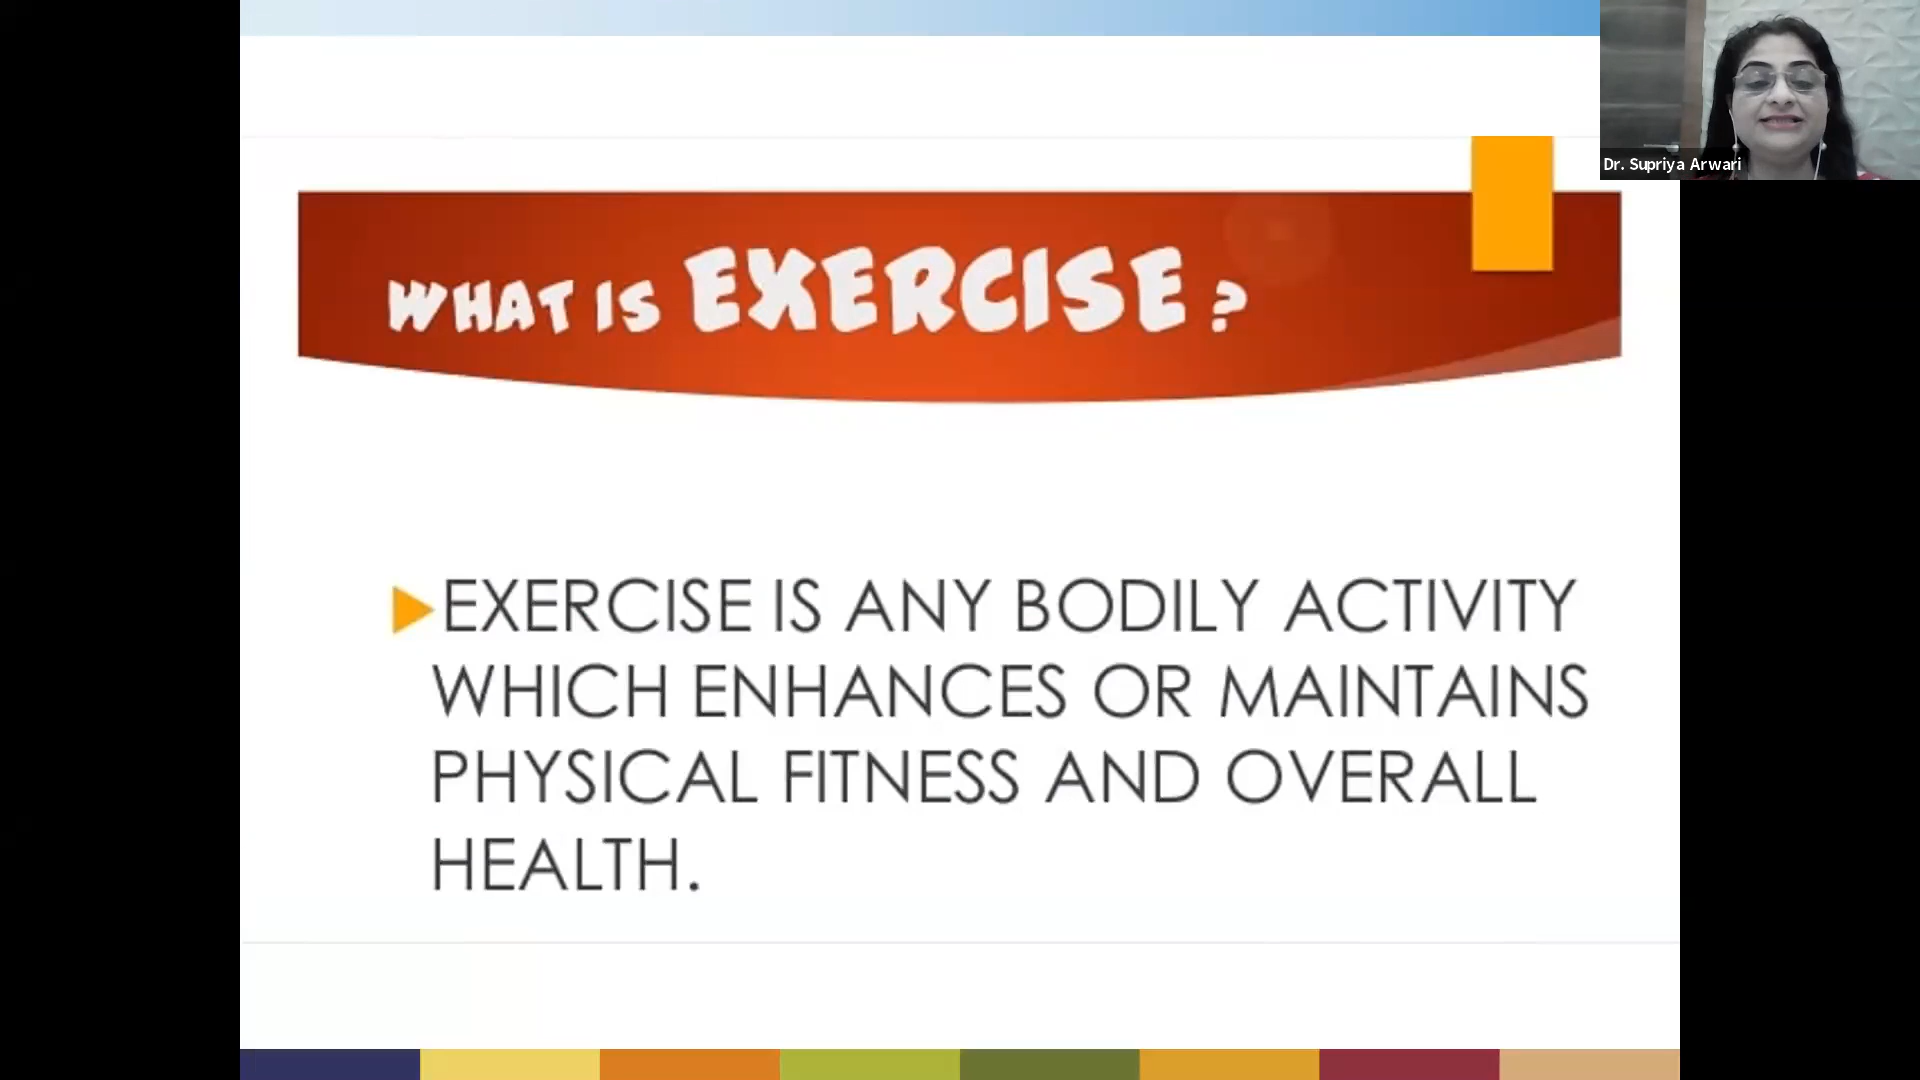 WHAT IS EXERCISE ?
EXERCISE IS ANY BODILY ACTIVITY
WHICH ENHANCES OR MAINTAINS
PHYSICAL FITNESS AND OVERALL
HEALTH.
Dr. Supriya Arwari